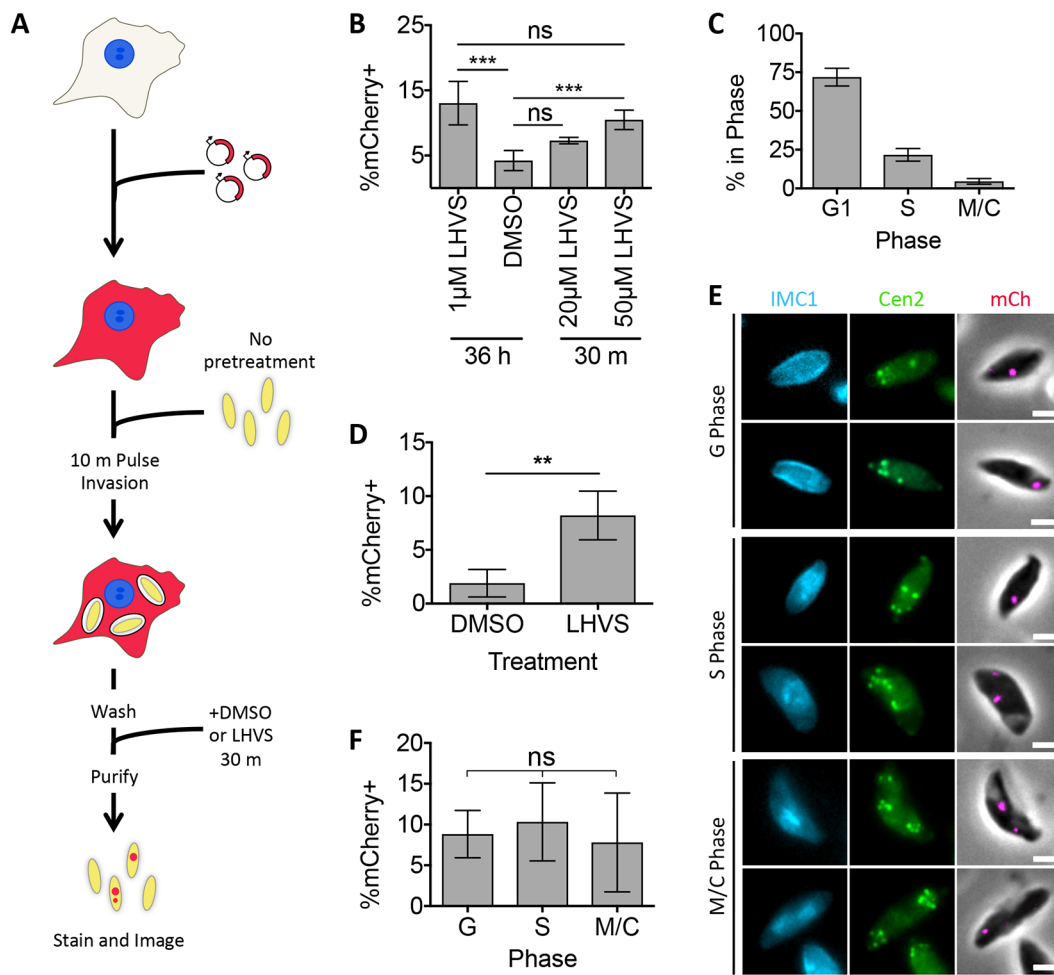 A
No
pretreatment
10 m Pulse
Invasion
Wash
+DMSO
or LHVS
30 m
Purify
Stain and Image
B
%mCherry+
25
15
5
ns
***
***
ns
1µM LHVS
DMSO
20µM LHVS
50µM LHVS
36 h
30 m
C
% in Phase
100
75
50
25
0
G1
S
M/C
Phase
D
%mCherry+
15
10
5
0
**
DMSO
LHVS
Treatment
E
IMC1
Cen2
mCh
G Phase
S Phase
M/C Phase
F
%mCherry+
20
15
10
5
0
ns
G
S
M/C
Phase